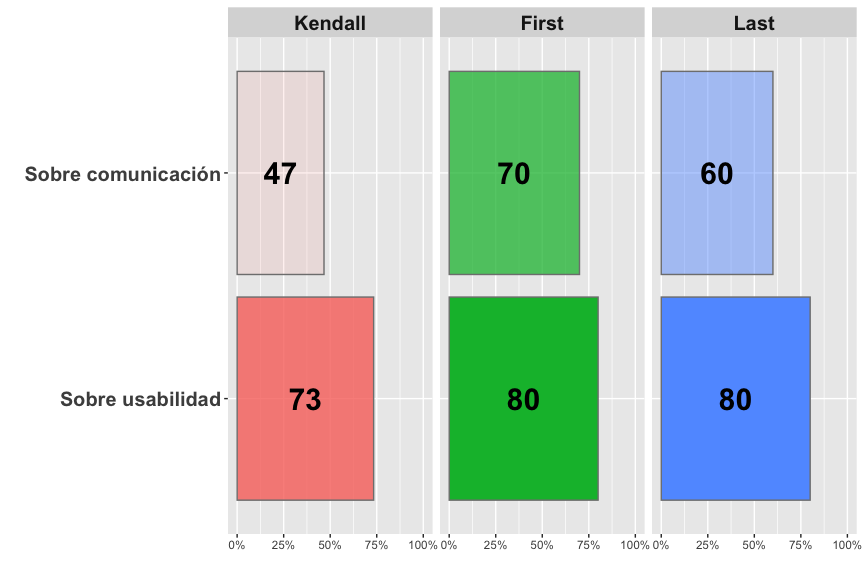 Kendall First Last
Sobre comunicación 47 70 60
Sobre usabilidad 73 80 80
0% 25% 50% 75% 100% 0% 25% 50% 75% 100% 0% 25% 50% 75% 100%